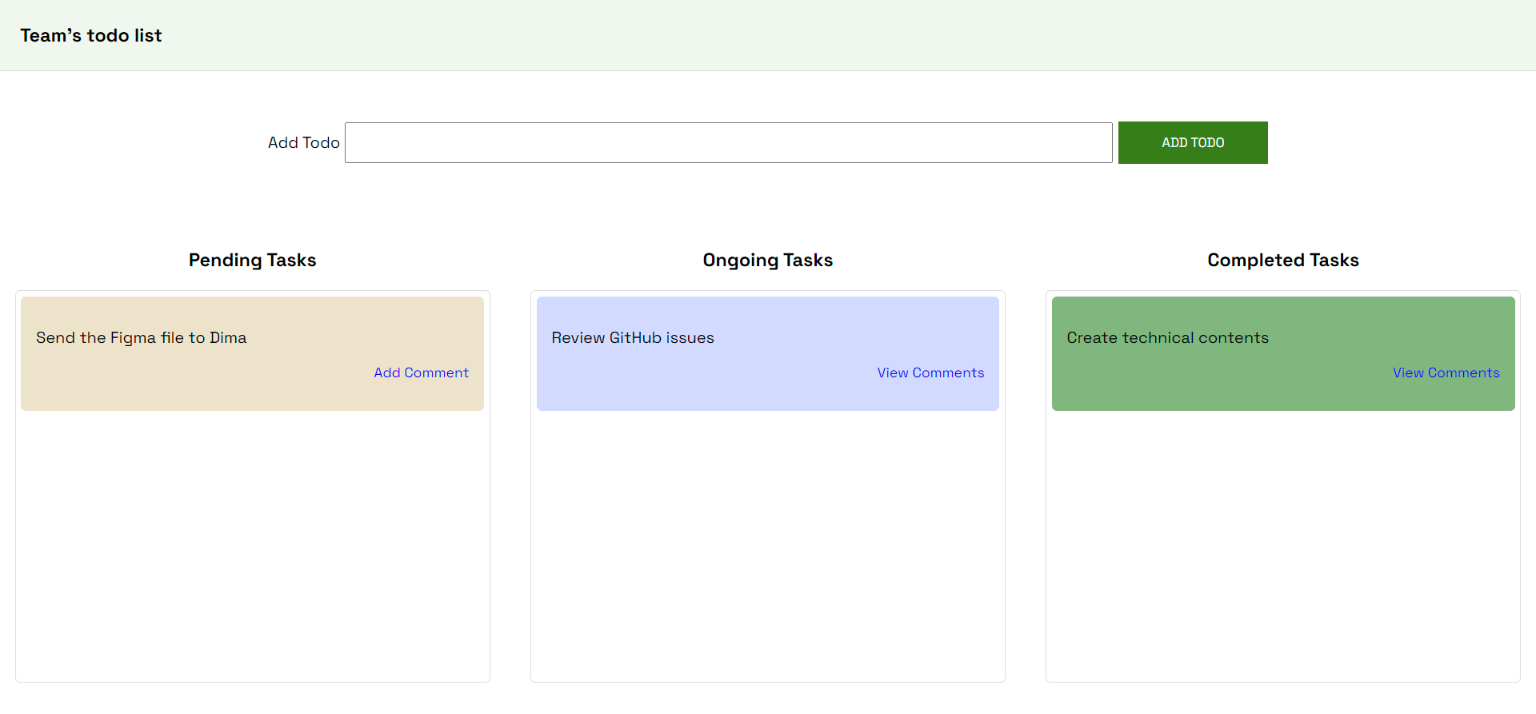 Team's todo list
Add Todo
ADD TODO
Pending Tasks
Send the Figma file to Dima
Add Comment
Ongoing Tasks
Review GitHub issues
View Comments
Completed Tasks
Create technical contents
View Comments